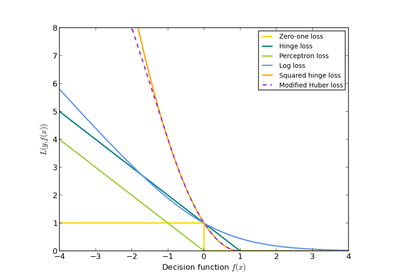 8
7
6
5
4
3
2
1
0
−4
−3
−2
−1
0
1
2
3
4
L(y, f(x))
Decision function f(x)
Zero-one loss
Hinge loss
Perceptron loss
Log loss
Squared hinge loss
Modified Huber loss